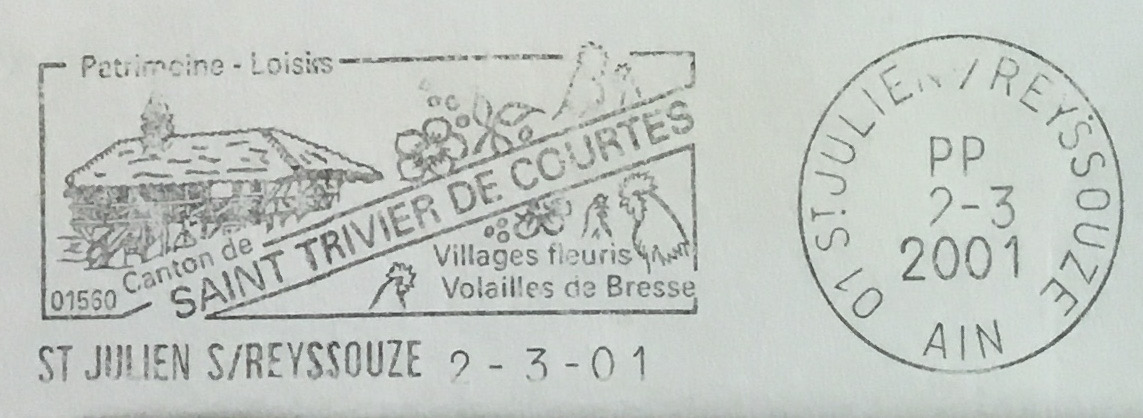 Patrimoine - Loisirs
Canton de
SAINT TRIVIER DE COURTES
01560
Villages fleuris
Volailles de Bresse
ST JULIEN S/REYSSOUZE 2 - 3 - 01
01 ST JULIEN / REYSSOUZE
PP
2-3
2001
AIN